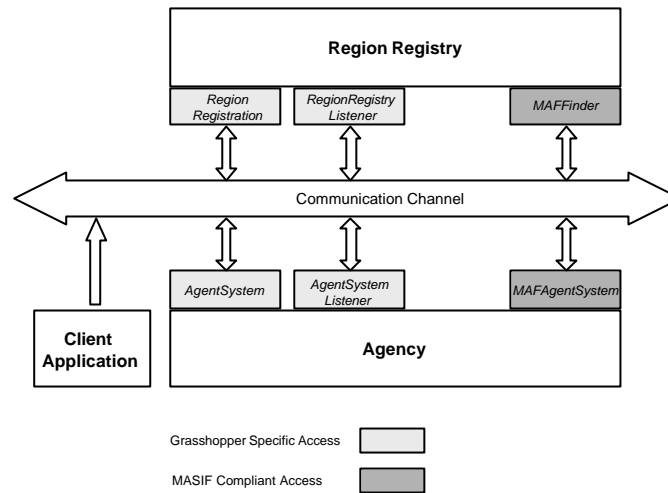 Region Registry
Region
Registration
RegionRegistry
Listener
MAFFinder
Communication Channel
AgentSystem
AgentSystem
Listener
MAFAgentSystem
Client
Application
Agency
Grasshopper Specific Access
MASIF Compliant Access